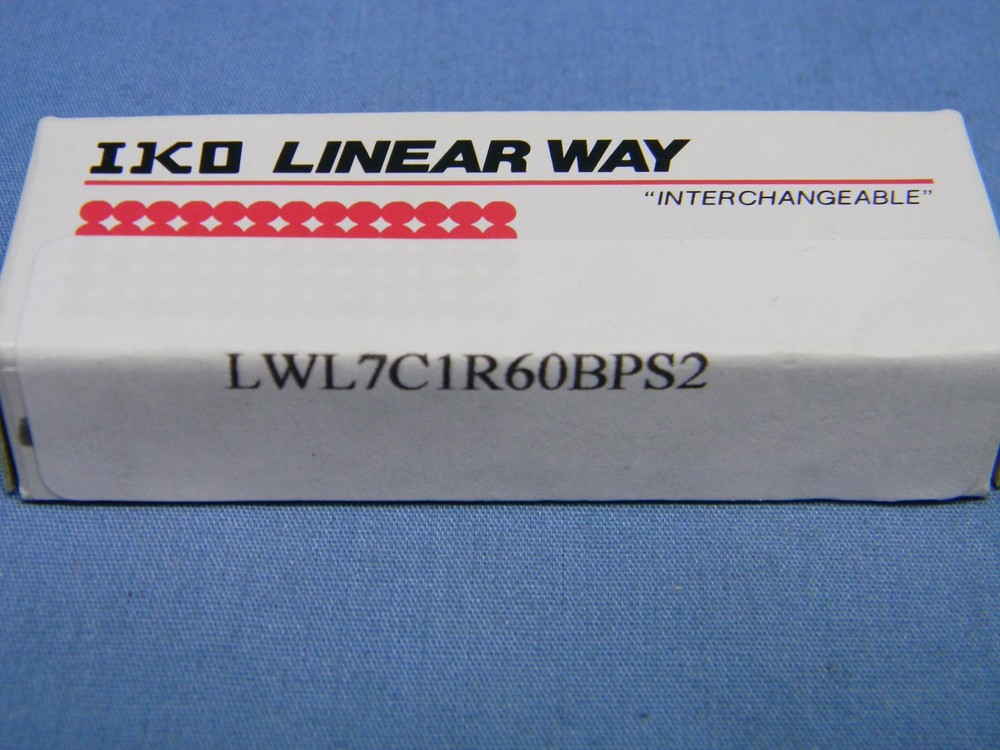 IKO LINEAR WAY
"INTERCHANGEABLE"
LWL7C1R60BPS2